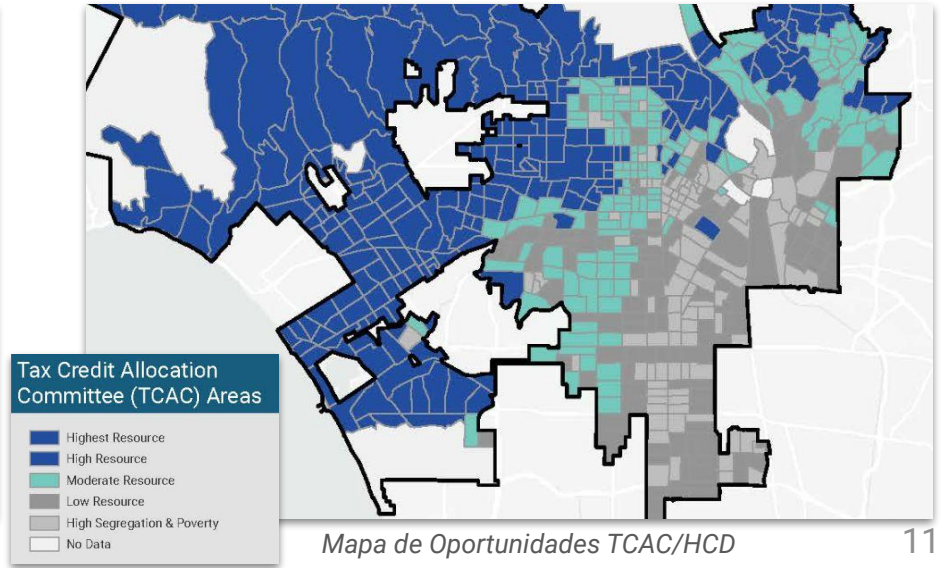 Tax Credit Allocation
Committee (TCAC) Areas
Highest Resource
High Resource
Moderate Resource
Low Resource
High Segregation & Poverty
No Data
Mapa de Oportunidades TCAC/HCD
11